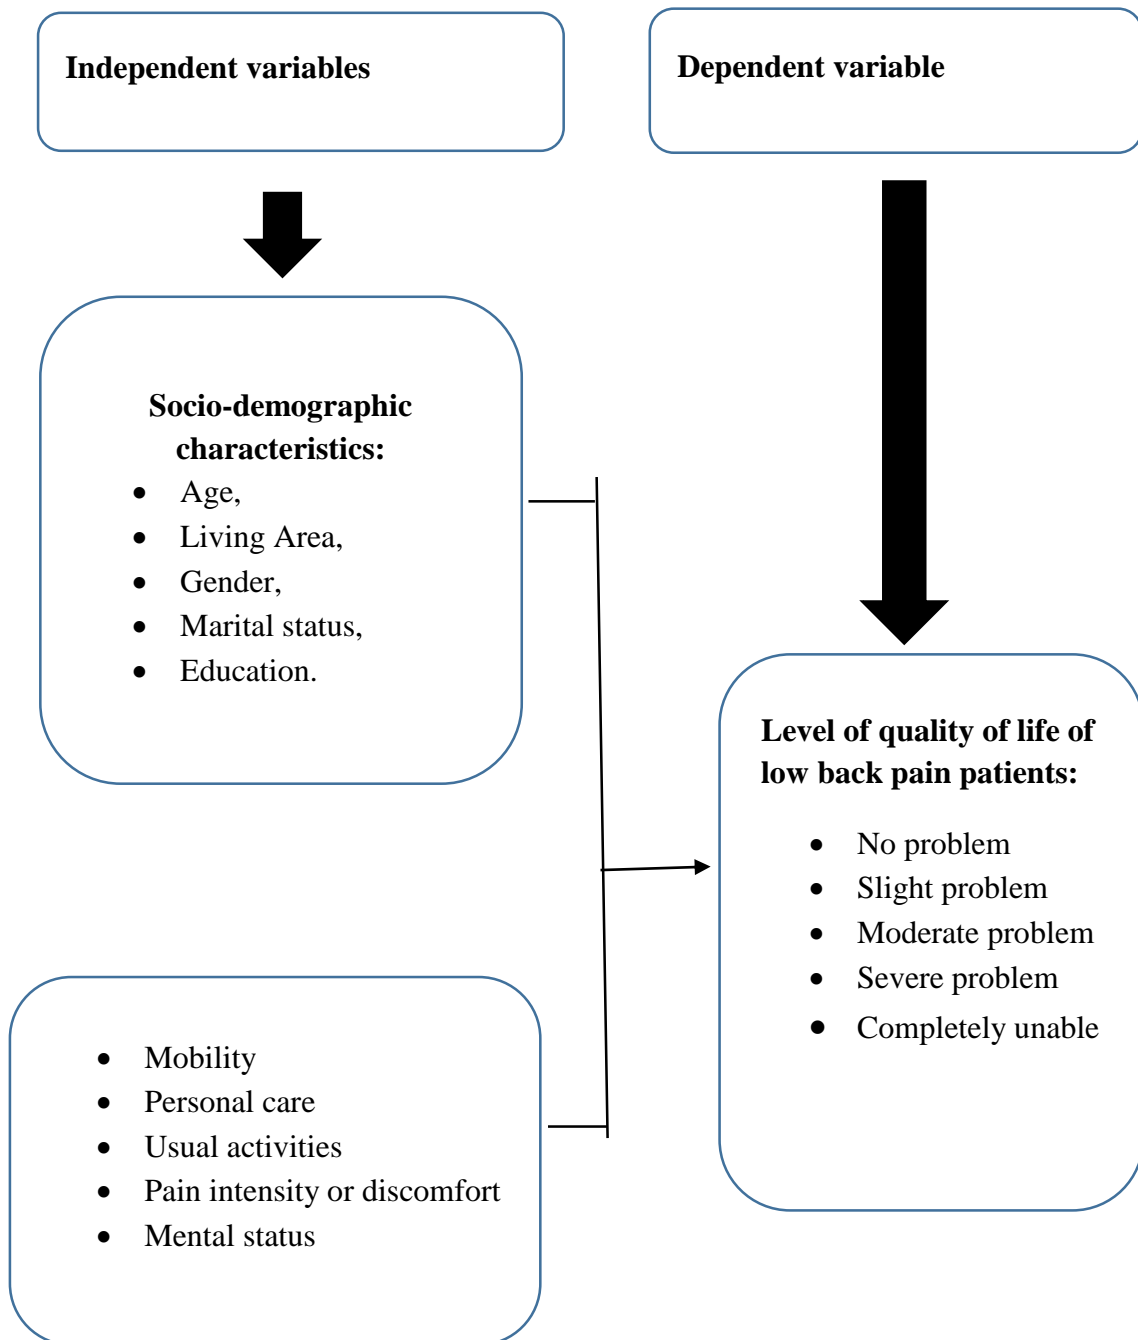 Independent variables
Dependent variable
Socio-demographic
characteristics:
• Age,
• Living Area,
• Gender,
• Marital status,
• Education.
Level of quality of life of
low back pain patients:
• No problem
• Slight problem
• Moderate problem
• Severe problem
• Completely unable
• Mobility
• Personal care
• Usual activities
• Pain intensity or discomfort
• Mental status